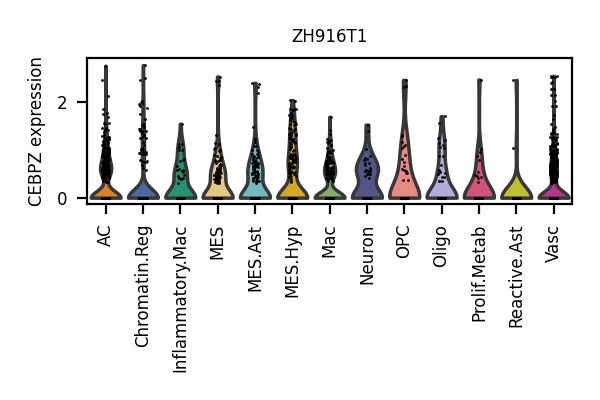 ZH916T1
CEBPZ expression
2
0
AC
Chromatin.Reg
Inflammatory.Mac
MES
MES.Ast
MES.Hyp
Mac
Neuron
OPC
Oligo
Prolif.Metab
Reactive.Ast
Vasc